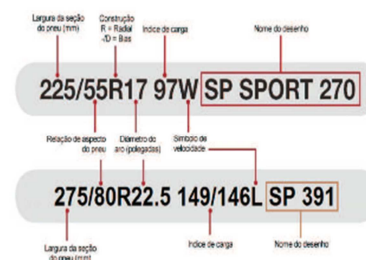 Largura da seção
do pneu (mm)
Construção
R = Radial
-/D = Bias
Indice de carga
Nome do desenho
225/55R17 97W SP SPORT 270
Relação de aspecto
do pneu
Diâmetro do
aro (polegadas)
Símbolo de
velocidade
275/80R22.5 149/146L SP 391
Largura da seção
do pneu (mm)
Indice de carga
Nome do desenho